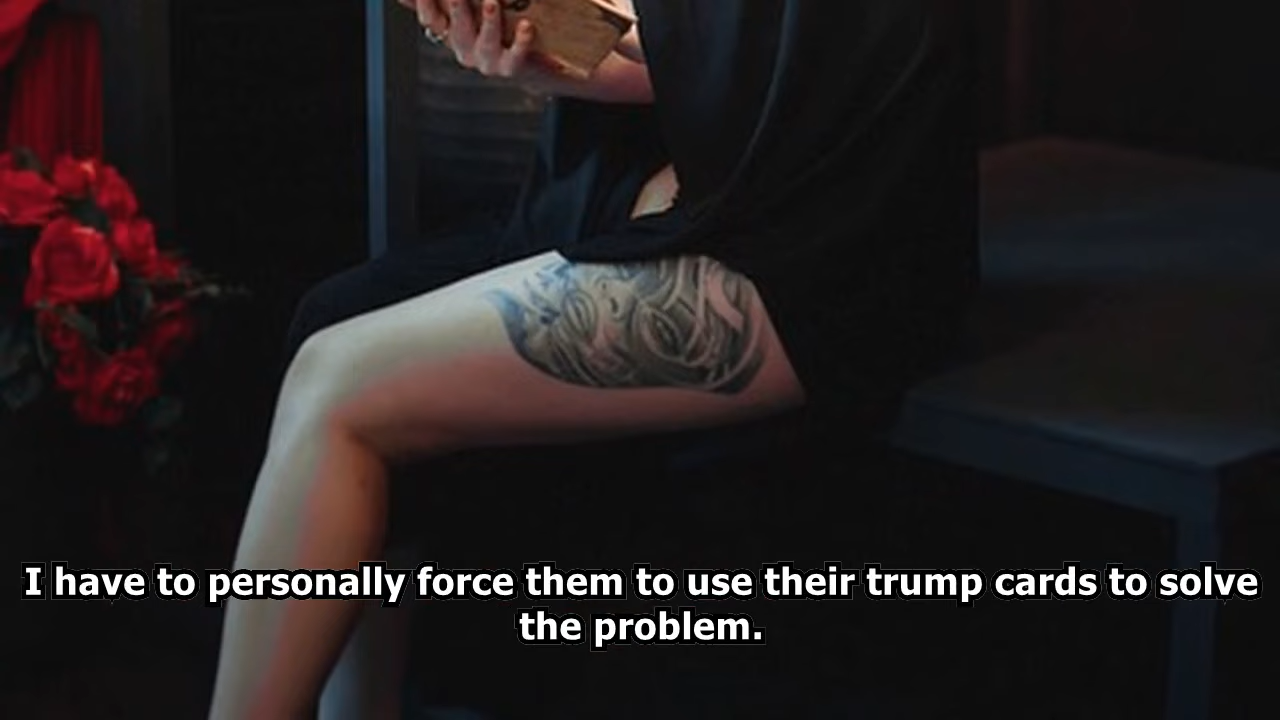 I have to personally force them to use their trump cards to solve
the problem.